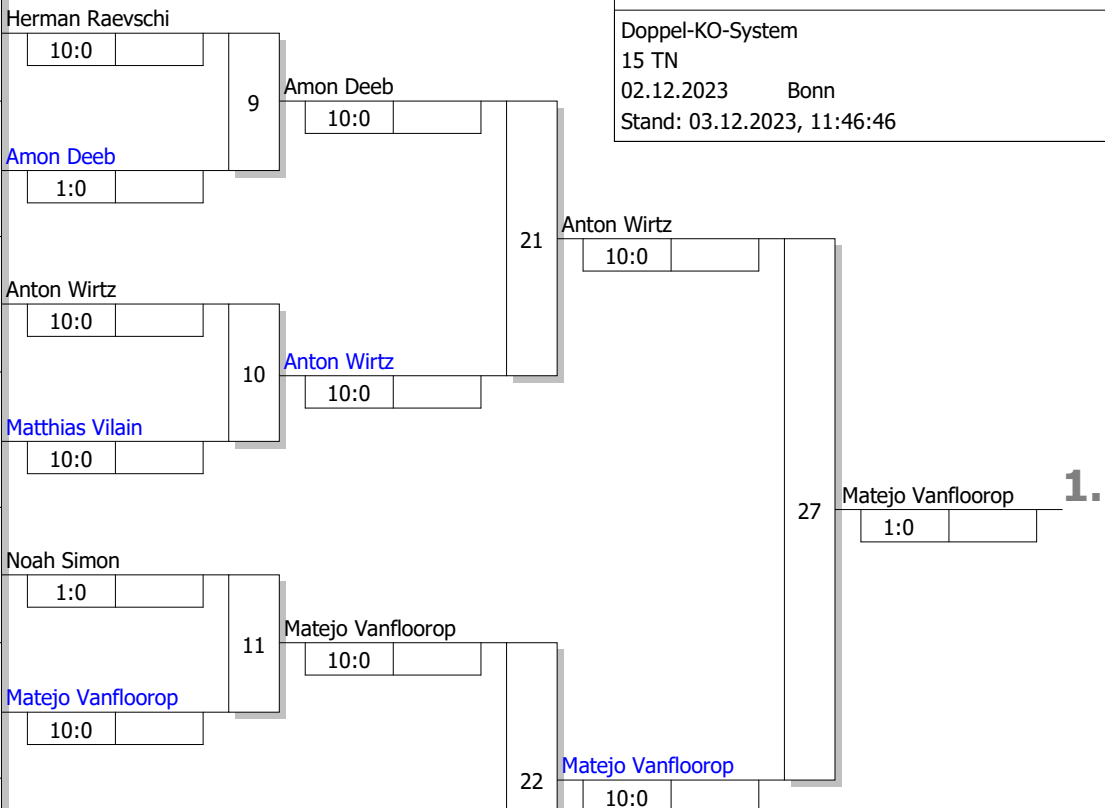 Herman Raevschi
10:0
Doppel-KO-System
15 TN
02.12.2023 Bonn
Stand: 03.12.2023, 11:46:46
9
Amon Deeb
10:0
Amon Deeb
1:0
21
Anton Wirtz
10:0
Anton Wirtz
10:0
10
Anton Wirtz
10:0
Matthias Vilain
10:0
27
Matejo Vanfloorop
1.
1:0
Noah Simon
1:0
11
Matejo Vanfloorop
10:0
Matejo Vanfloorop
10:0
22
Matejo Vanfloorop
10:0